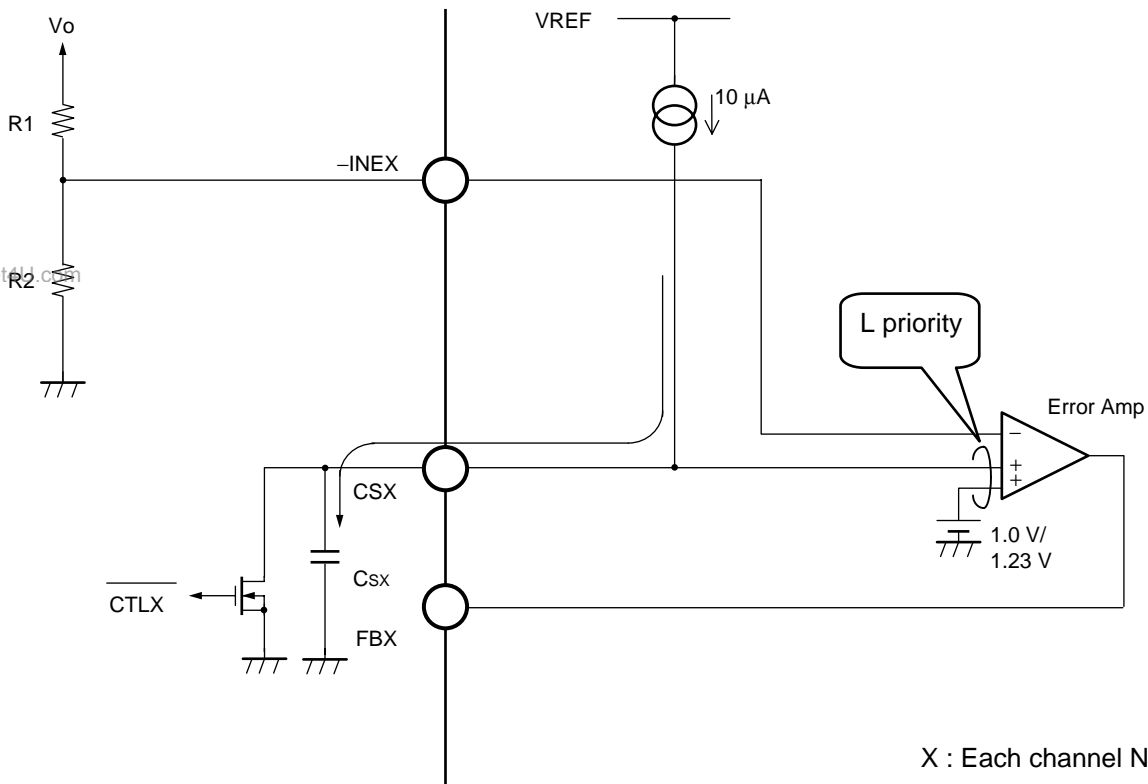 Vo
VREF
R1
10 μA
−INEX
R2
L priority
Error Amp
−
+
+
CSX
1.0 V/
1.23 V
CSX
CTLX
FBX
X : Each channel N